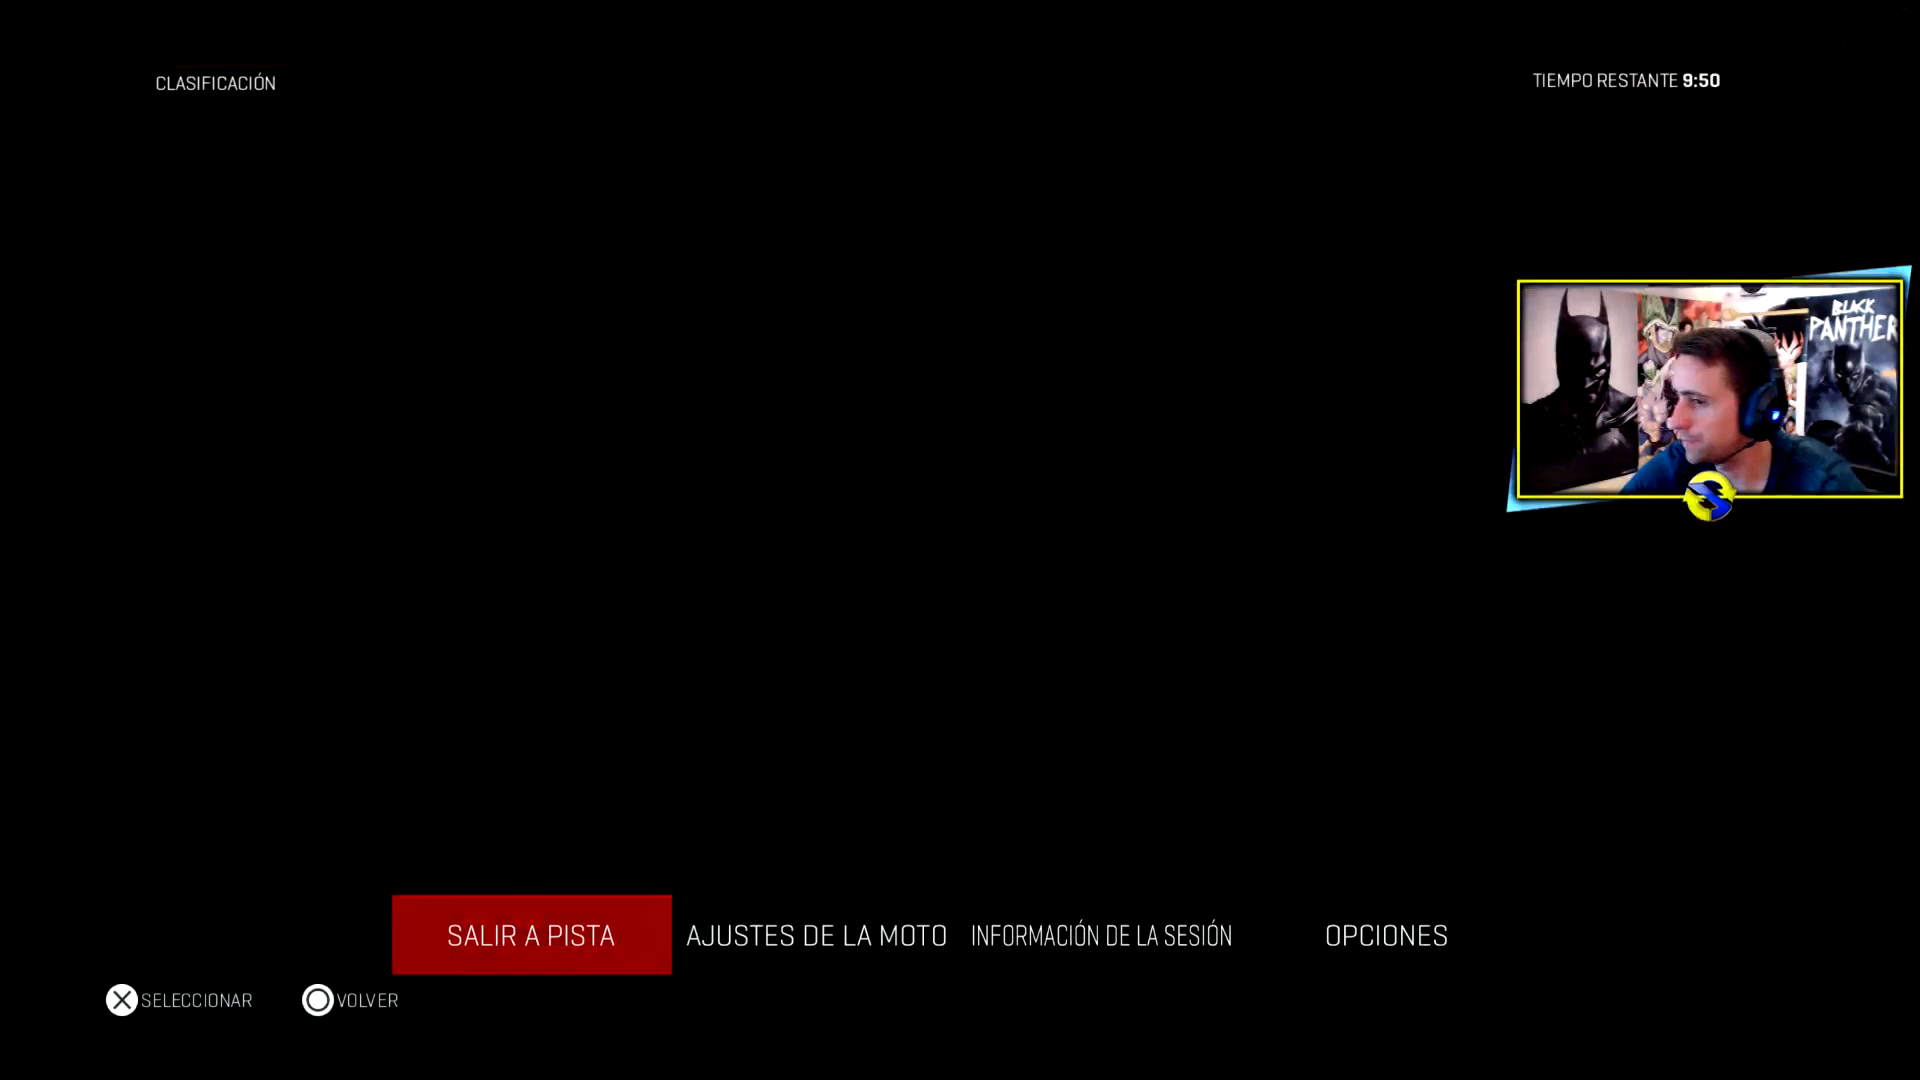 CLASIFICACIÓN
TIEMPO RESTANTE 9:50
BLACK
PANTHER
SALIR A PISTA
AJUSTES DE LA MOTO
INFORMACIÓN DE LA SESIÓN
OPCIONES
SELECCIONAR
VOLVER